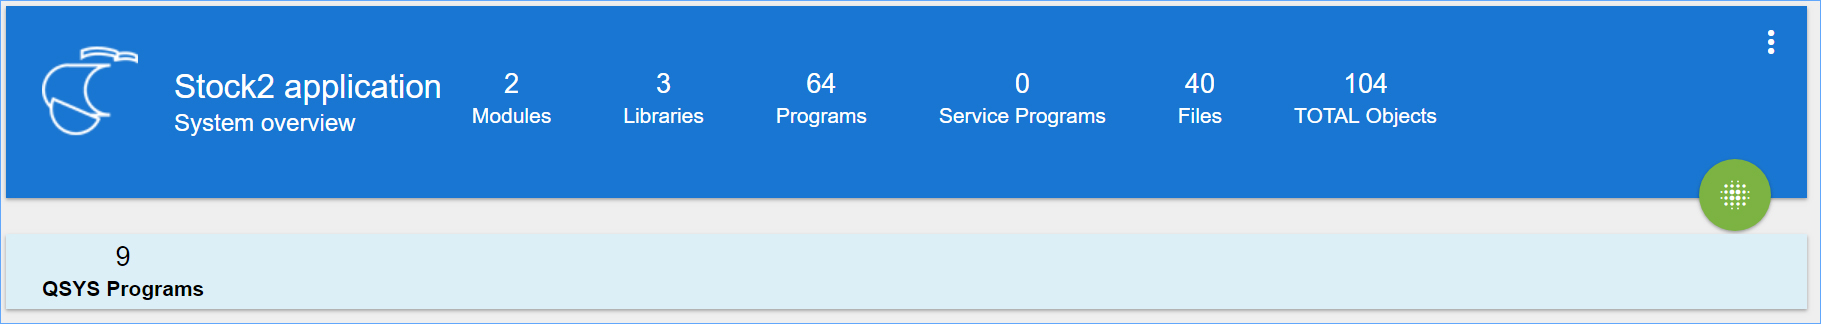 Stock2 application
System overview
2
Modules
3
Libraries
64
Programs
0
Service Programs
40
Files
104
TOTAL Objects
9
QSYS Programs